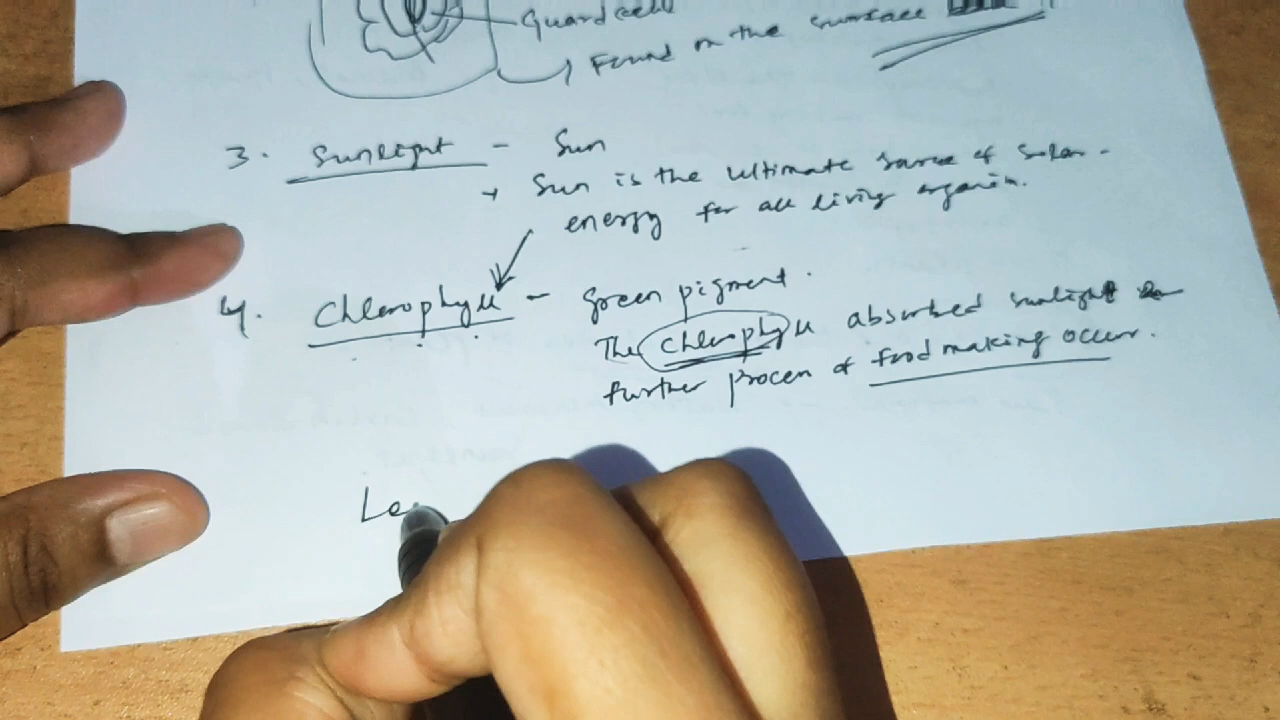 Guard cell
Found on the surface
3. Sunlight - Sun
→ Sun is the ultimate source of solar
energy for all living organism.
4. Chlorophyll - Green pigment.
The chlorophyll absorbed sunlight &
further process of food making occur.
Le